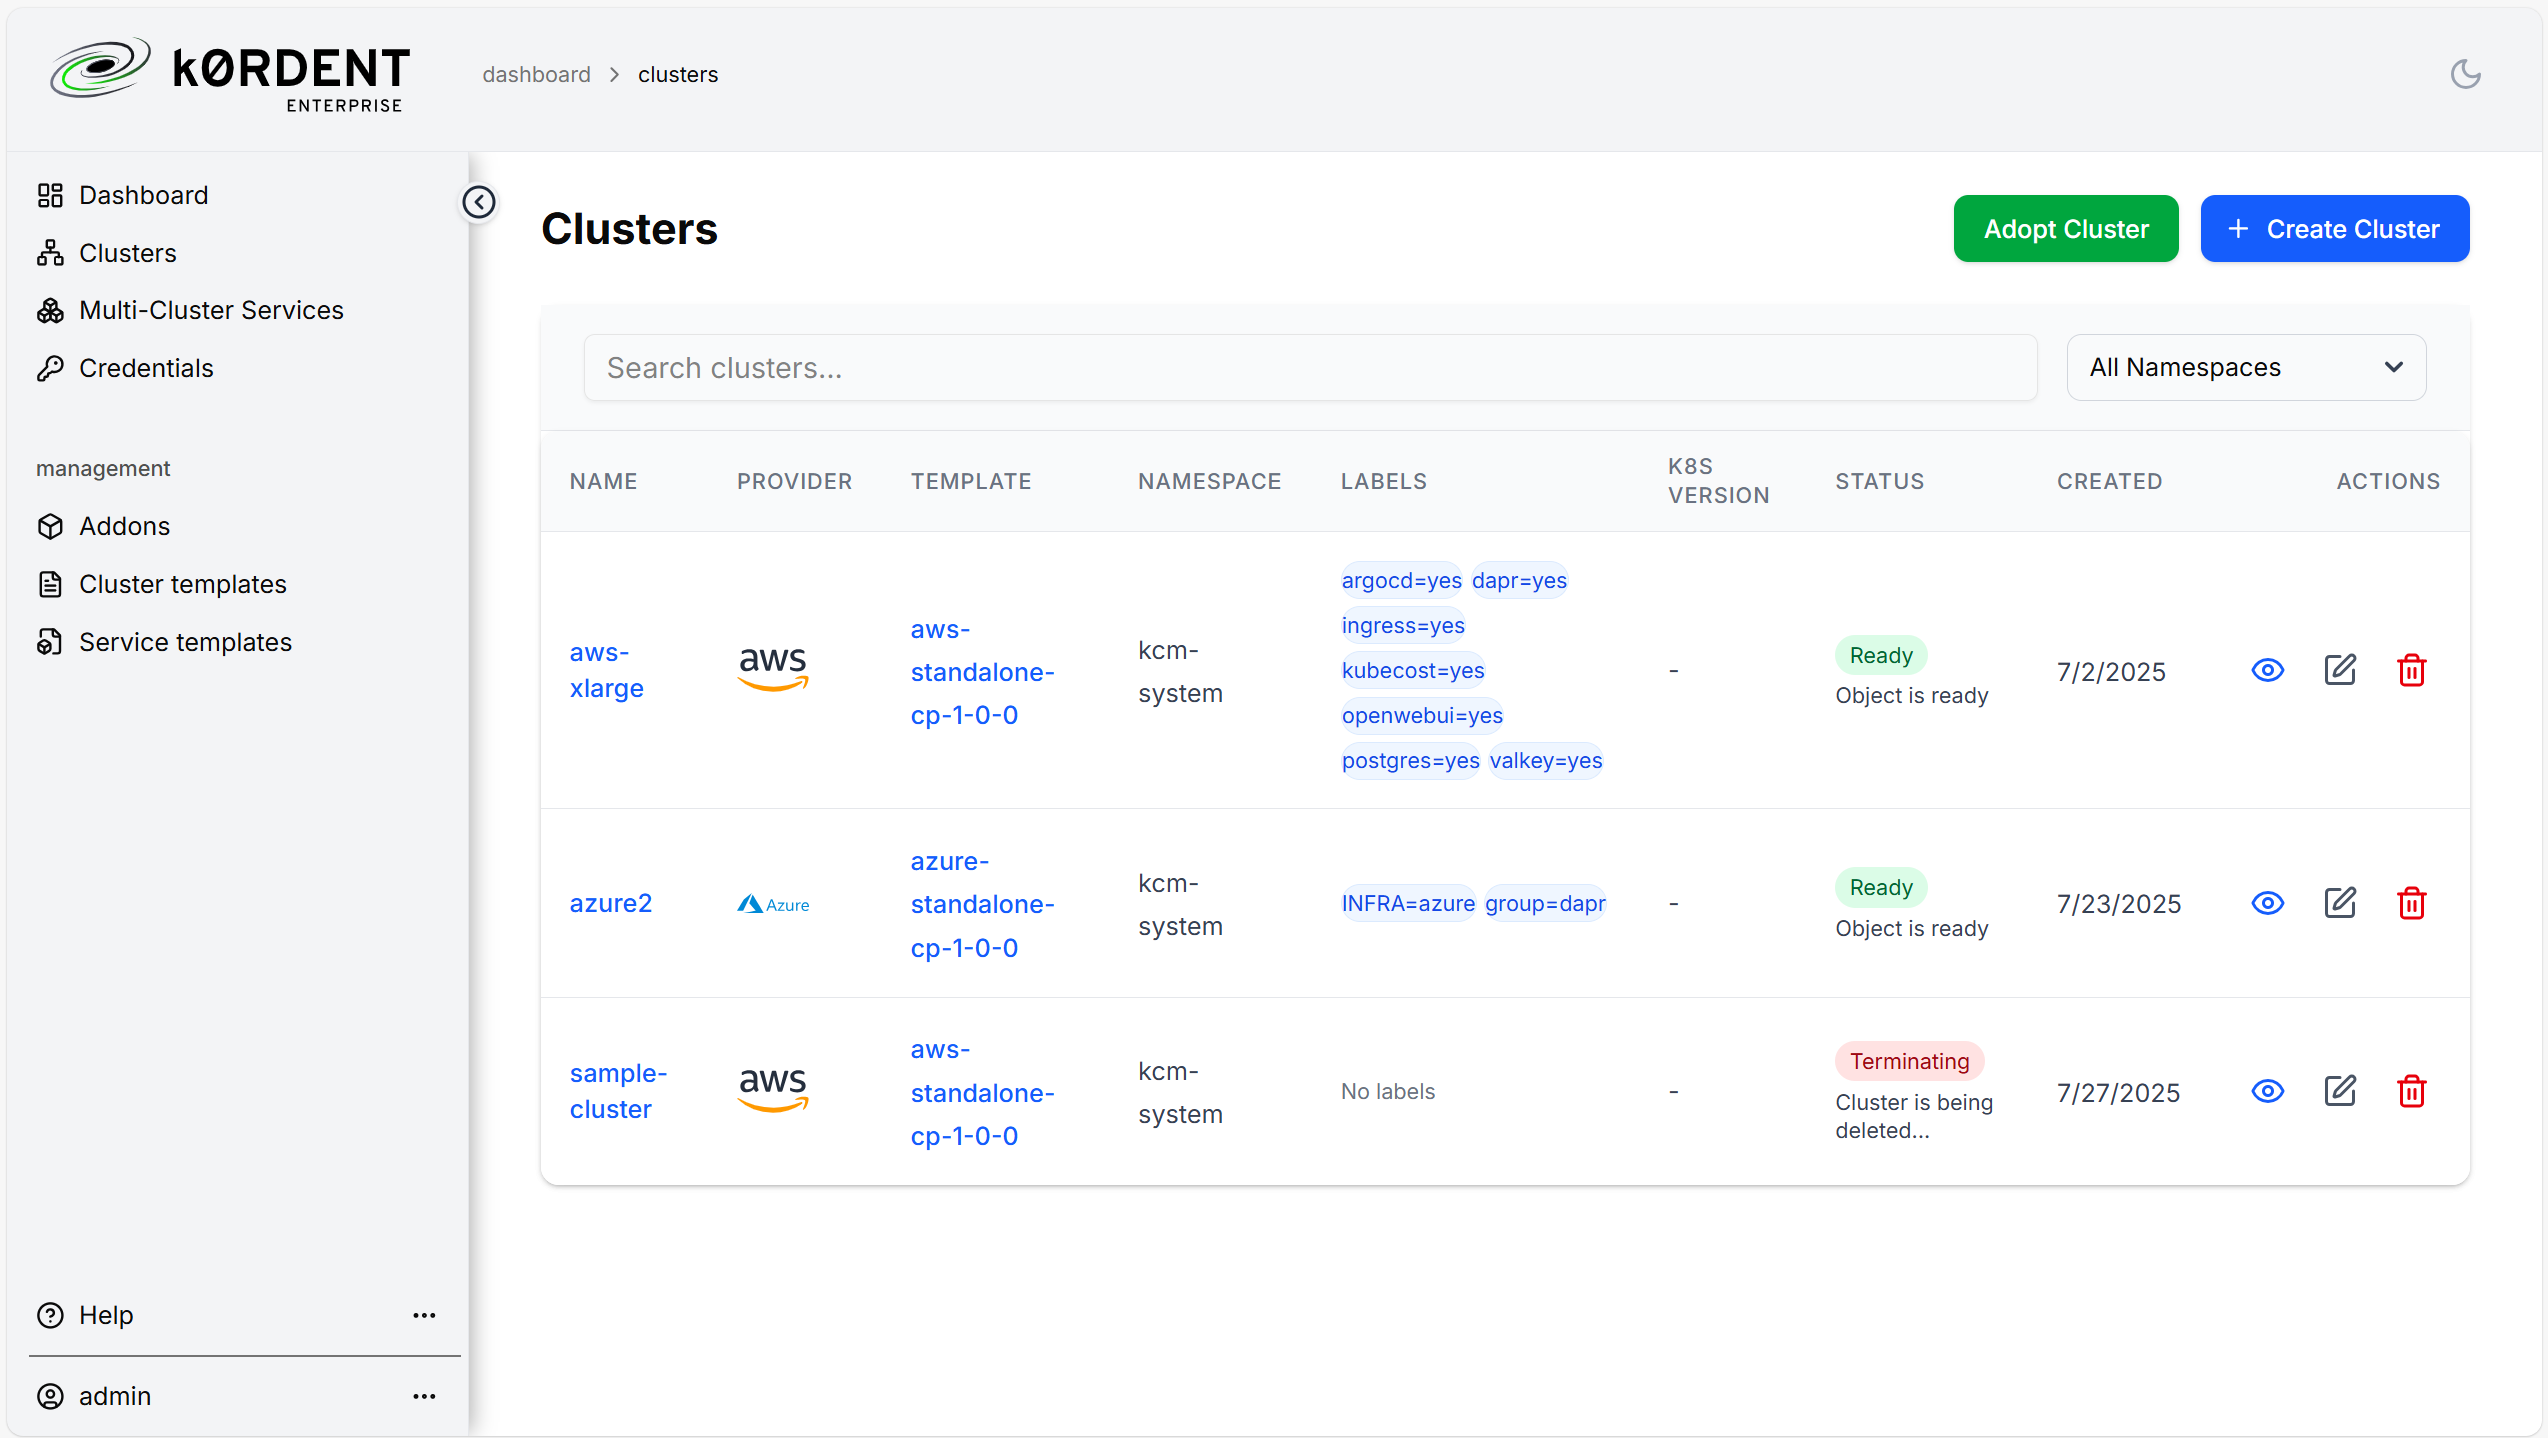 kØRDENT
ENTERPRISE
dashboard > clusters
Dashboard
Clusters
Multi-Cluster Services
Credentials
management
Addons
Cluster templates
Service templates
Help
admin
Clusters
Adopt Cluster
+ Create Cluster
Search clusters...
All Namespaces
NAME PROVIDER TEMPLATE NAMESPACE LABELS K8S VERSION STATUS CREATED ACTIONS
aws-
xlarge
aws
aws-
standalone-
cp-1-0-0
kcm-
system
argocd=yes dapr=yes
ingress=yes
kubecost=yes
openwebui=yes
postgres=yes valkey=yes
-
Ready
Object is ready
7/2/2025
azure2
Azure
azure-
standalone-
cp-1-0-0
kcm-
system
INFRA=azure group=dapr
-
Ready
Object is ready
7/23/2025
sample-
cluster
aws
aws-
standalone-
cp-1-0-0
kcm-
system
No labels
-
Terminating
Cluster is being
deleted...
7/27/2025